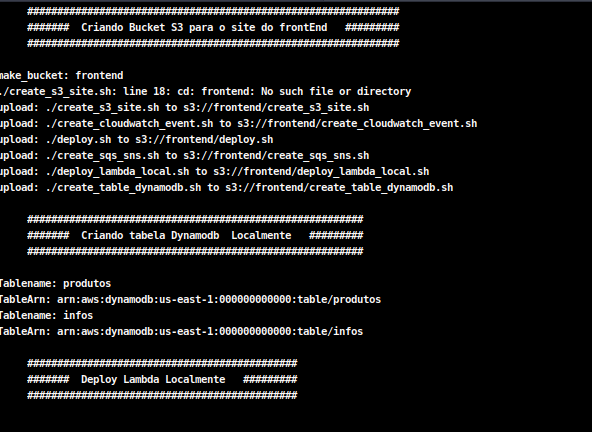 ##############################################################
####### Criando Bucket S3 para o site do frontEnd #########
##############################################################
make_bucket: frontend
./create_s3_site.sh: line 18: cd: frontend: No such file or directory
upload: ./create_s3_site.sh to s3://frontend/create_s3_site.sh
upload: ./create_cloudwatch_event.sh to s3://frontend/create_cloudwatch_event.sh
upload: ./deploy.sh to s3://frontend/deploy.sh
upload: ./create_sqs_sns.sh to s3://frontend/create_sqs_sns.sh
upload: ./deploy_lambda_local.sh to s3://frontend/deploy_lambda_local.sh
upload: ./create_table_dynamodb.sh to s3://frontend/create_table_dynamodb.sh
########################################################
####### Criando tabela Dynamodb Localmente #########
########################################################
Tablename: produtos
TableArn: arn:aws:dynamodb:us-east-1:000000000000:table/produtos
Tablename: infos
TableArn: arn:aws:dynamodb:us-east-1:000000000000:table/infos
#############################################
####### Deploy Lambda Localmente #########
#############################################